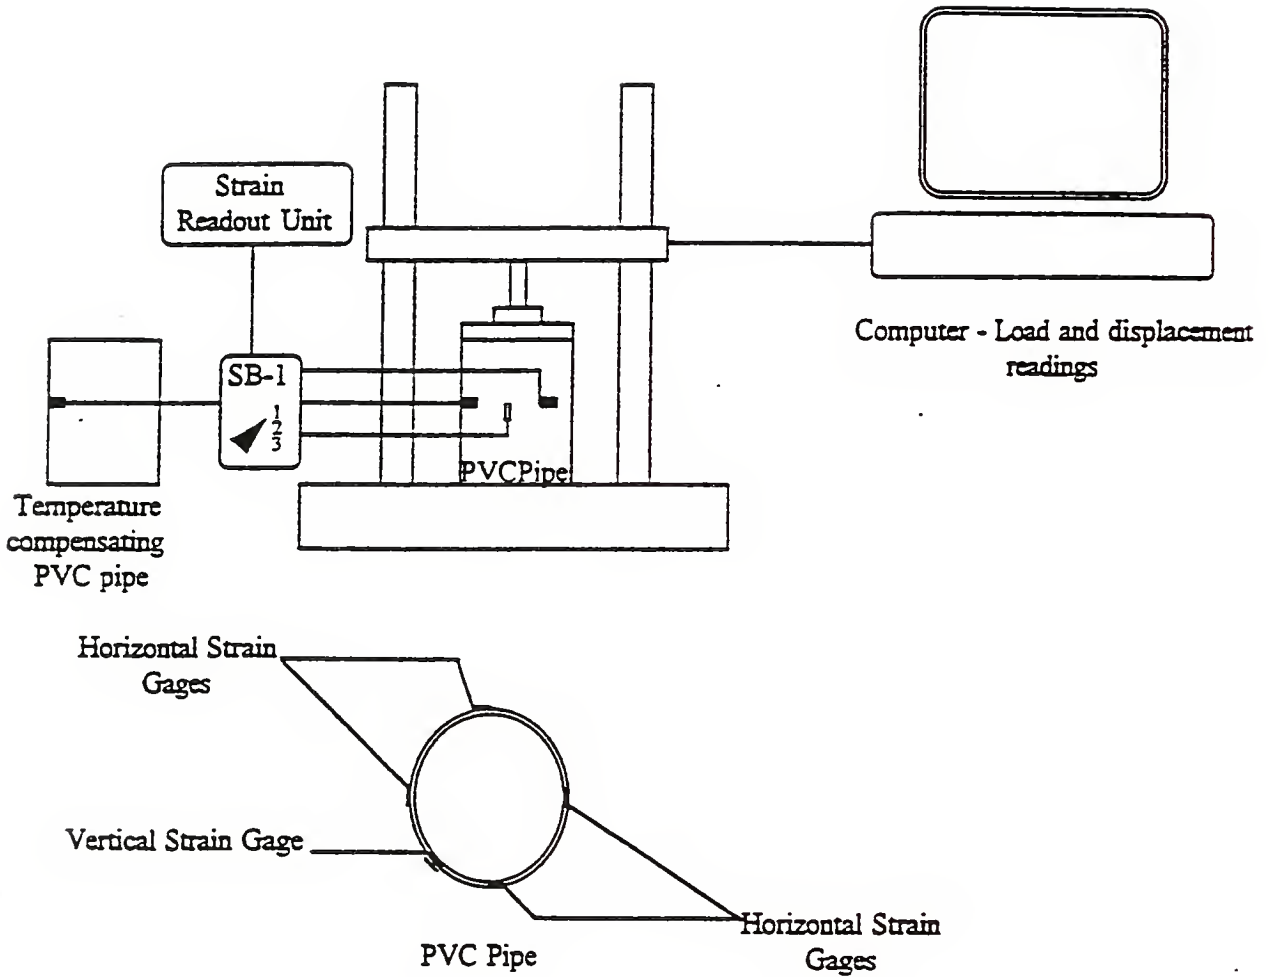 Strain
Readout Unit
SB-1
1
2
3
PVCPipe
Computer - Load and displacement
readings
Temperature
compensating
PVC pipe
Horizontal Strain
Gages
Vertical Strain Gage
Horizontal Strain
Gages
PVC Pipe